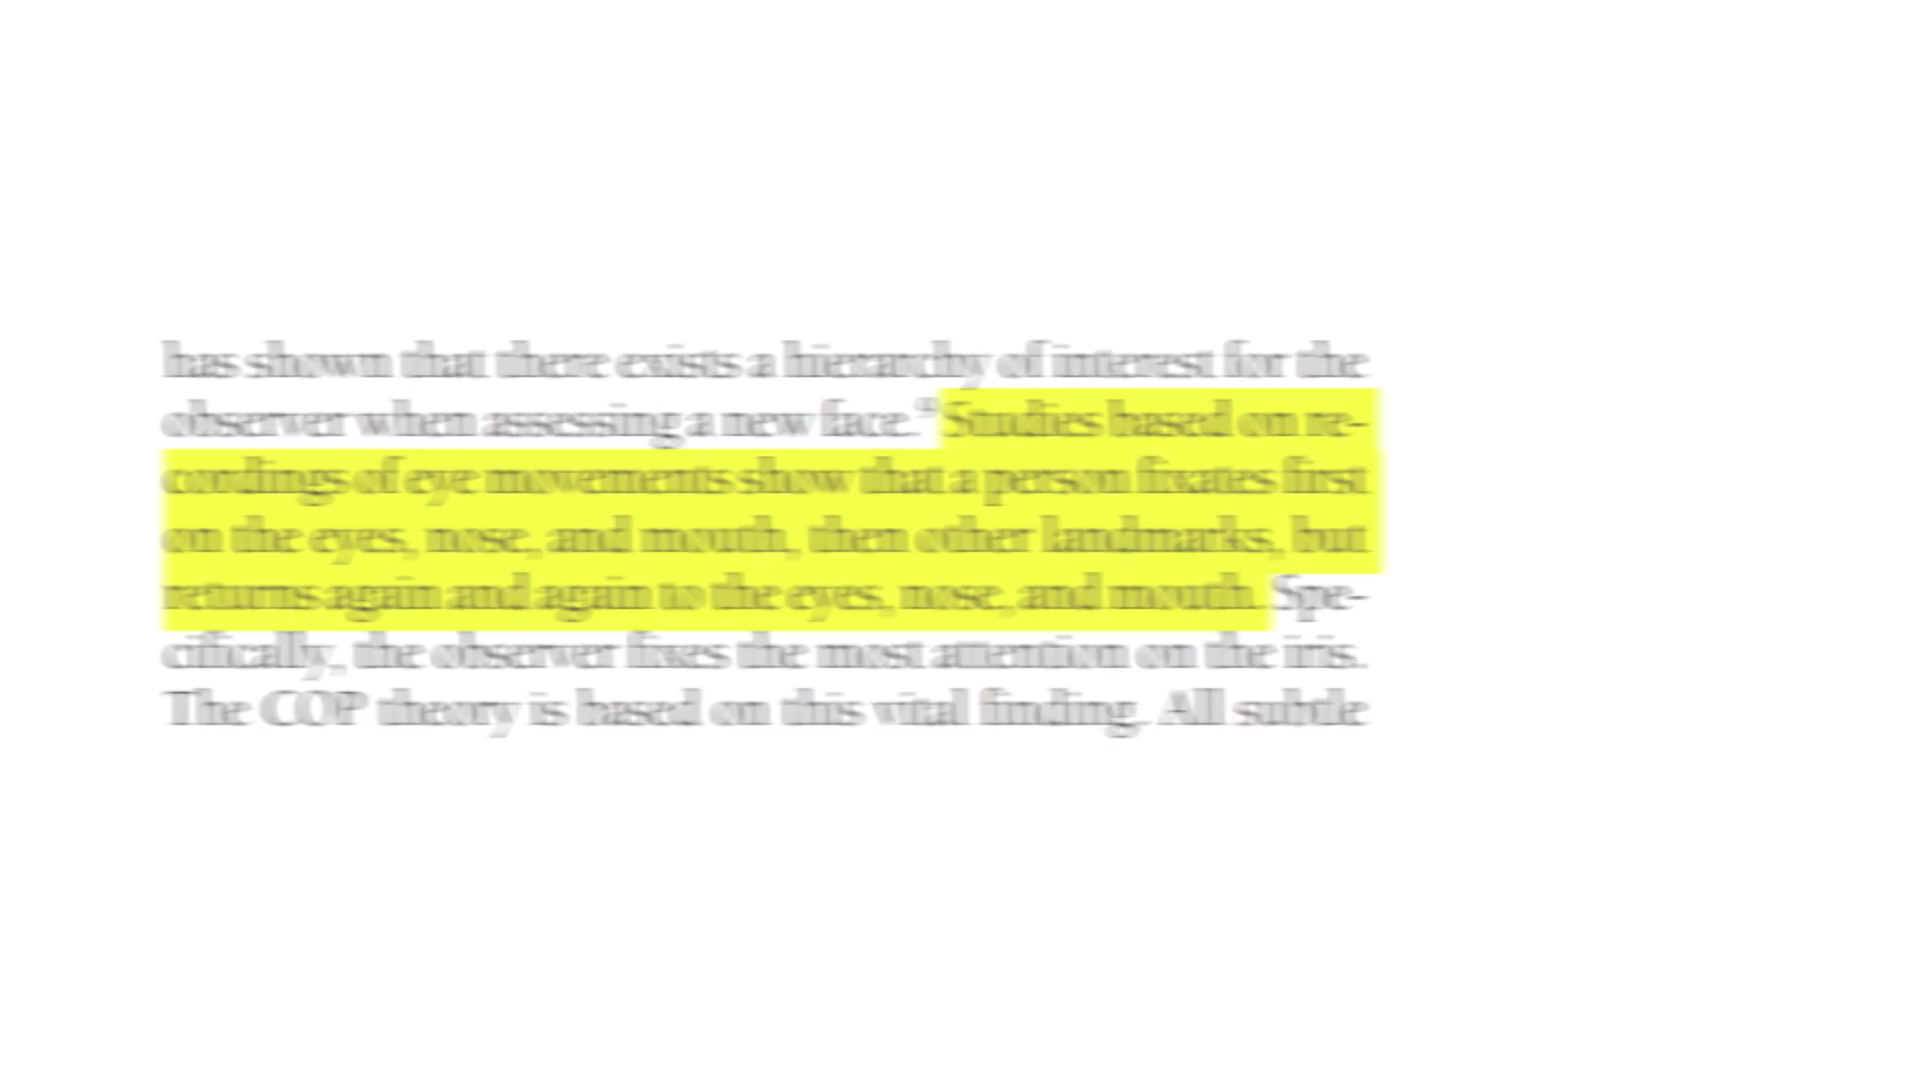 has shown that there exists a hierarchy of interest for the
observer when assessing a new face. Studies based on re-
cordings of eye movements show that a person fixates first
on the eyes, nose, and mouth, then other landmarks, but
returns again and again to the eyes, nose, and mouth. Spe-
cifically, the observer fixes the most attention on the iris.
The COP theory is based on this vital finding. All subtle